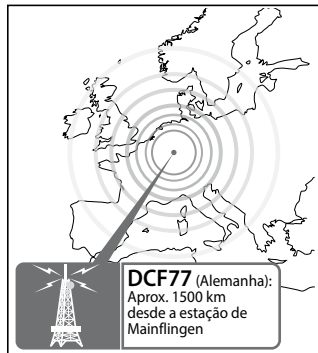 DCF77 (Alemanha):
Aprox. 1500 km
desde a estação de
Mainflingen